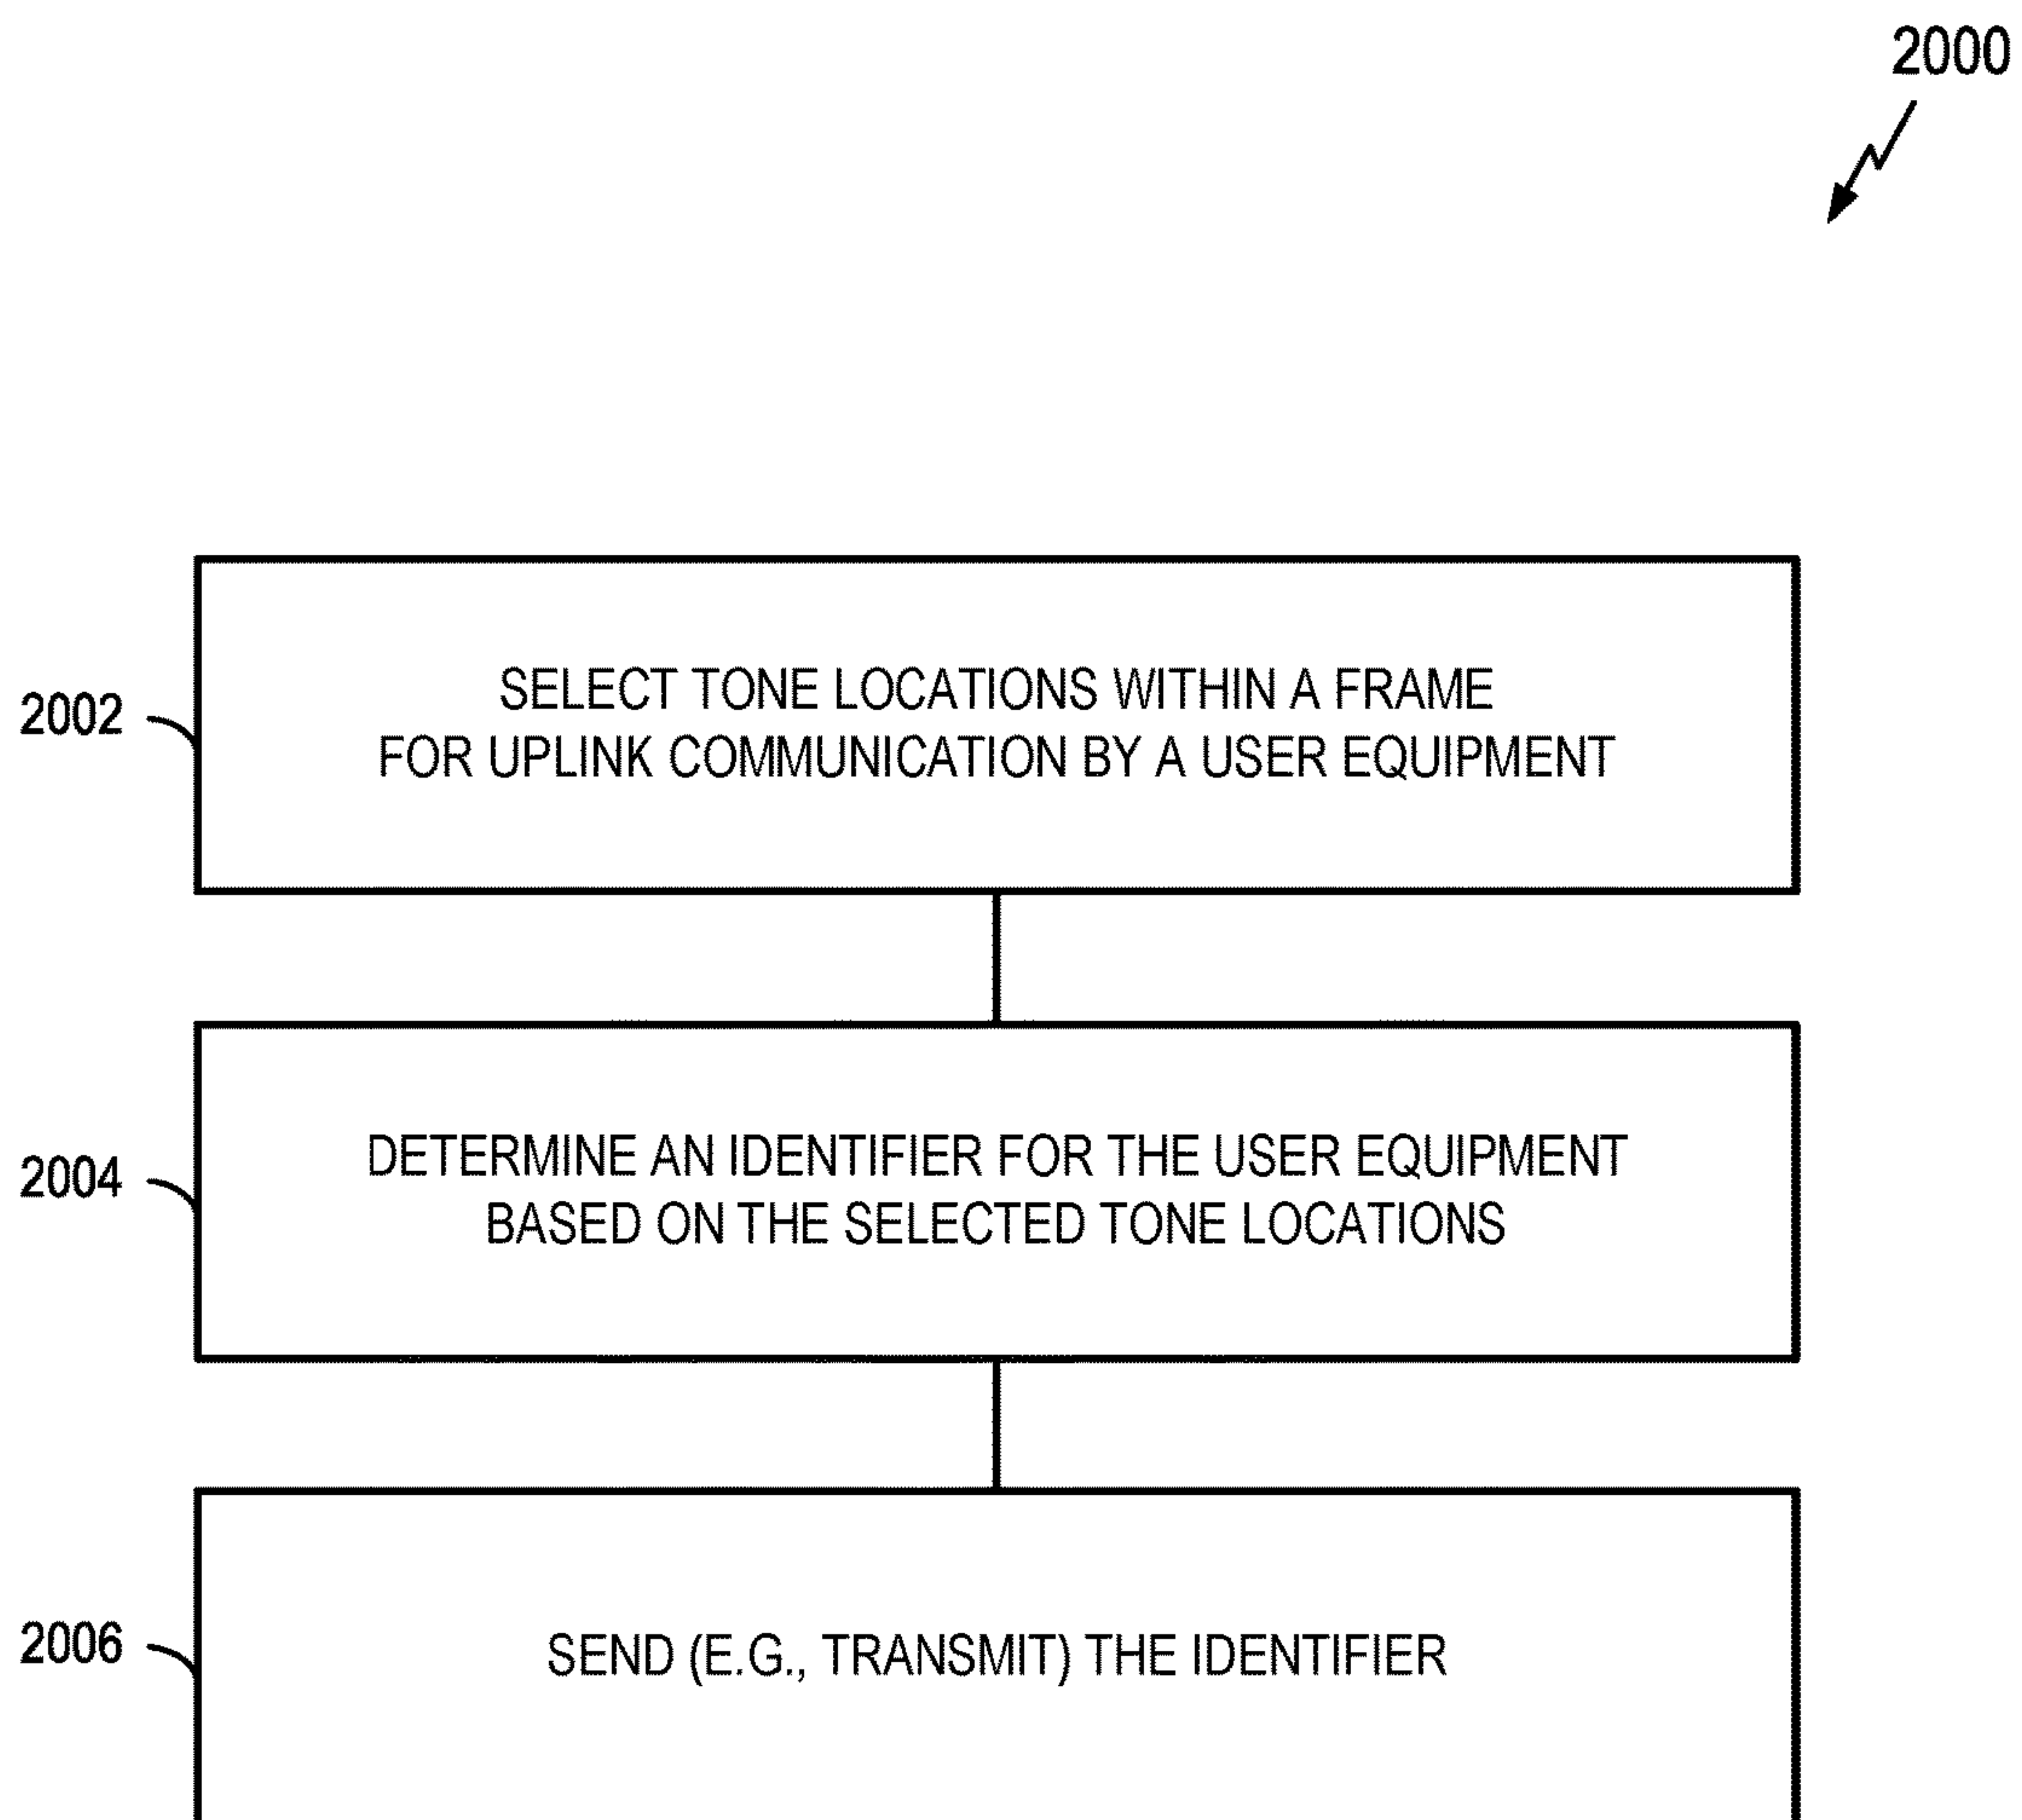 2000
2002
SELECT TONE LOCATIONS WITHIN A FRAME
FOR UPLINK COMMUNICATION BY A USER EQUIPMENT
2004
DETERMINE AN IDENTIFIER FOR THE USER EQUIPMENT
BASED ON THE SELECTED TONE LOCATIONS
2006
SEND (E.G., TRANSMIT) THE IDENTIFIER